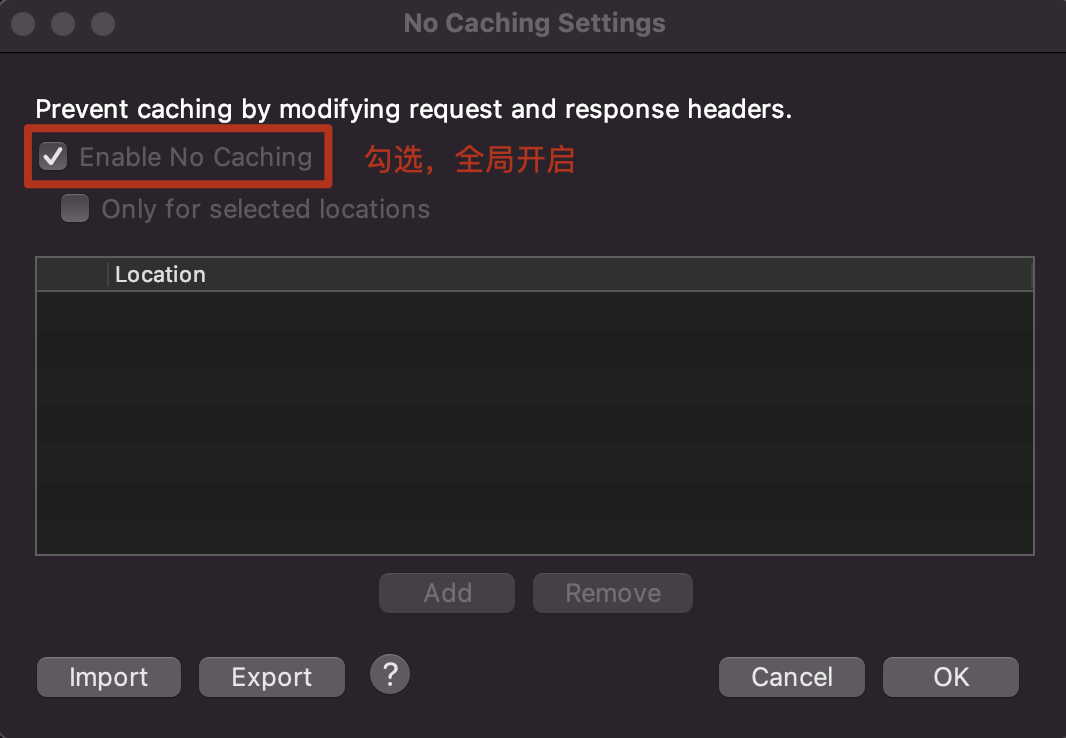 No Caching Settings
Prevent caching by modifying request and response headers.
Enable No Caching 勾选，全局开启
Only for selected locations
Location
Add Remove
Import Export ? Cancel OK